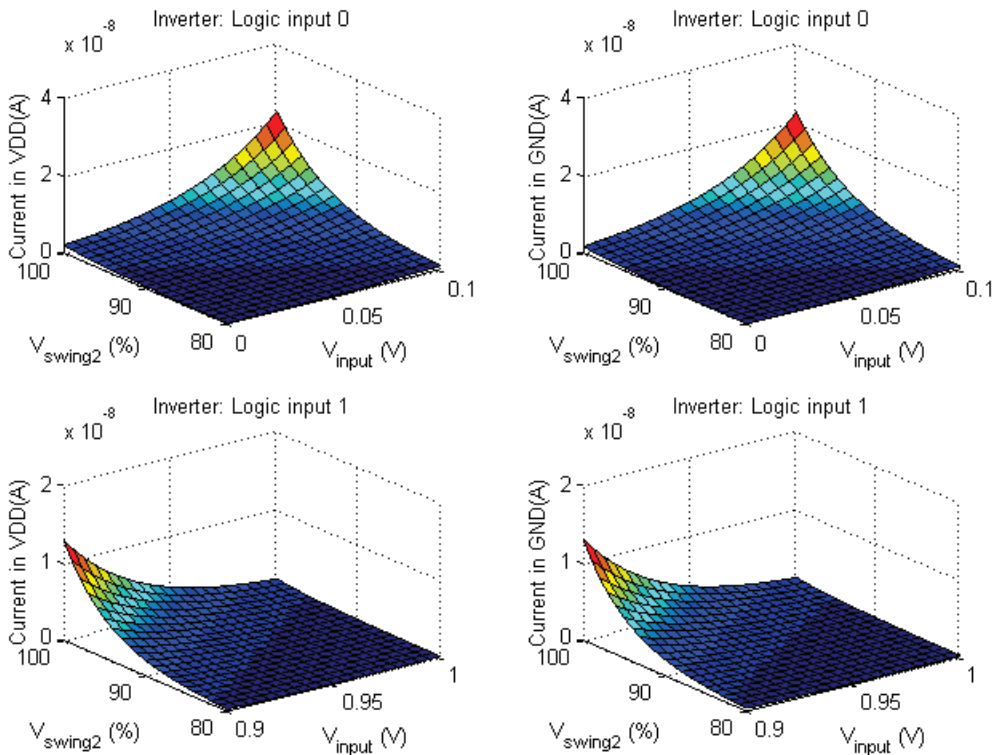 Inverter: Logic input 0
x 10^-8
Current in VDD(A)
4
2
0
100
90
80
V_swing2 (%)
0
0.05
0.1
V_input (V)
Inverter: Logic input 0
x 10^-8
Current in GND(A)
4
2
0
100
90
80
V_swing2 (%)
0
0.05
0.1
V_input (V)
Inverter: Logic input 1
x 10^-8
Current in VDD(A)
2
1
0
100
90
80
V_swing2 (%)
0.9
0.95
1
V_input (V)
Inverter: Logic input 1
x 10^-8
Current in GND(A)
2
1
0
100
90
80
V_swing2 (%)
0.9
0.95
1
V_input (V)